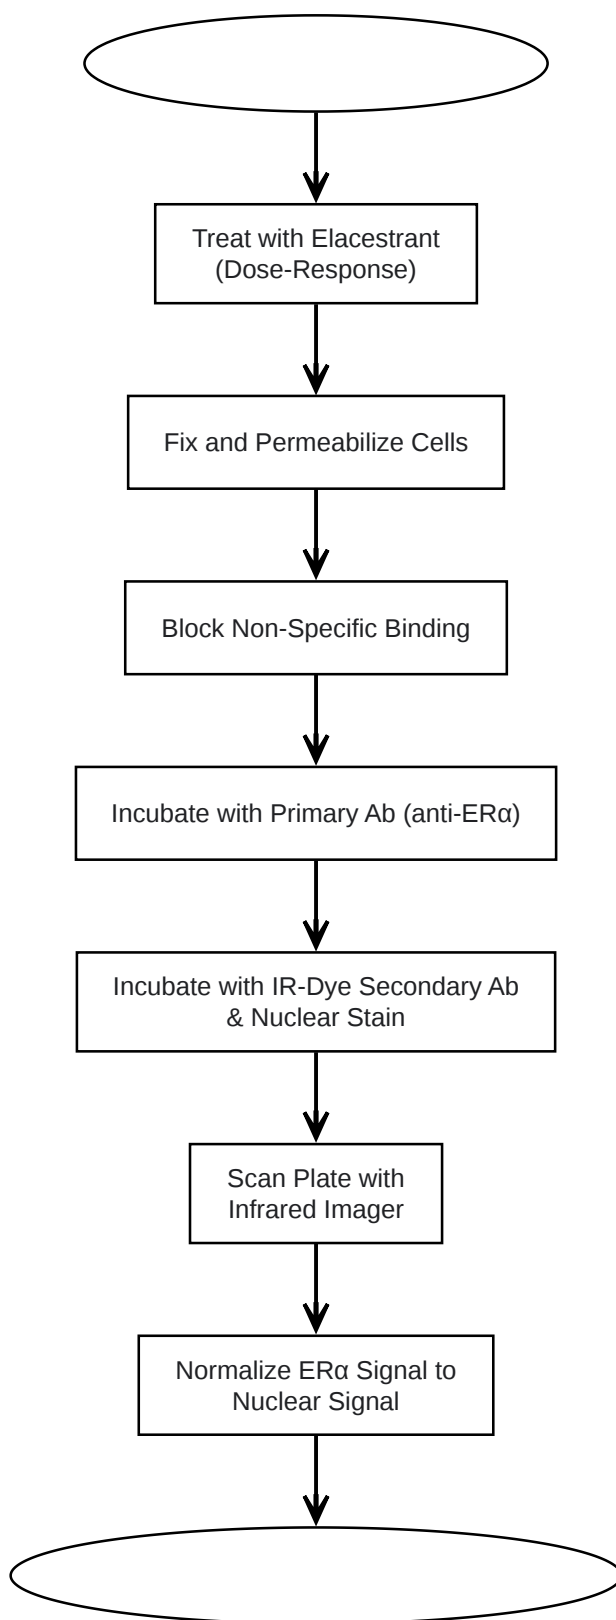 Treat with Elacestrant
(Dose-Response)
Fix and Permeabilize Cells
Block Non-Specific Binding
Incubate with Primary Ab (anti-ERα)
Incubate with IR-Dye Secondary Ab
& Nuclear Stain
Scan Plate with
Infrared Imager
Normalize ERα Signal to
Nuclear Signal